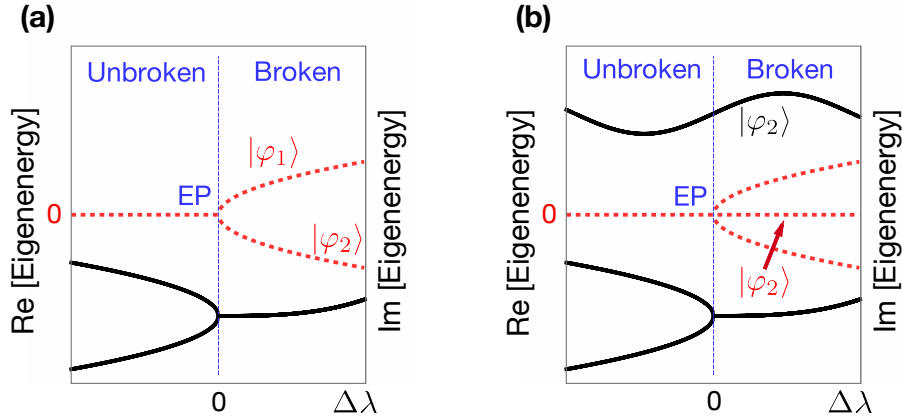 (a)
Unbroken
Broken
|φ₁⟩
EP
0
|φ₂⟩
Re [Eigenenergy]
Im [Eigenenergy]
0
Δλ
(b)
Unbroken
Broken
|φ₂⟩
EP
0
|φ₂⟩
Re [Eigenenergy]
Im [Eigenenergy]
0
Δλ